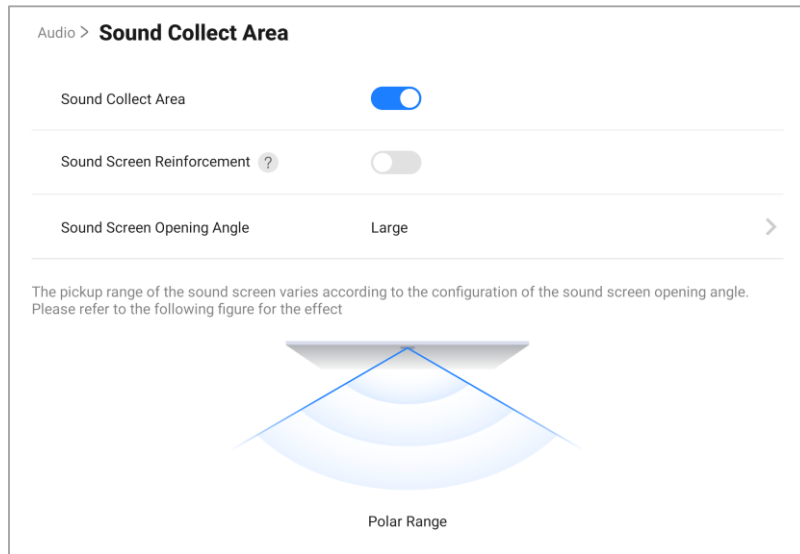 Audio > Sound Collect Area
Sound Collect Area
Sound Screen Reinforcement ?
Sound Screen Opening Angle Large
The pickup range of the sound screen varies according to the configuration of the sound screen opening angle.
Please refer to the following figure for the effect
Polar Range